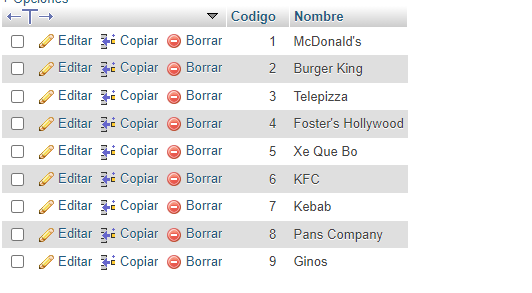 Opciones
Codigo Nombre
Editar Copiar Borrar 1 McDonald's
Editar Copiar Borrar 2 Burger King
Editar Copiar Borrar 3 Telepizza
Editar Copiar Borrar 4 Foster's Hollywood
Editar Copiar Borrar 5 Xe Que Bo
Editar Copiar Borrar 6 KFC
Editar Copiar Borrar 7 Kebab
Editar Copiar Borrar 8 Pans Company
Editar Copiar Borrar 9 Ginos